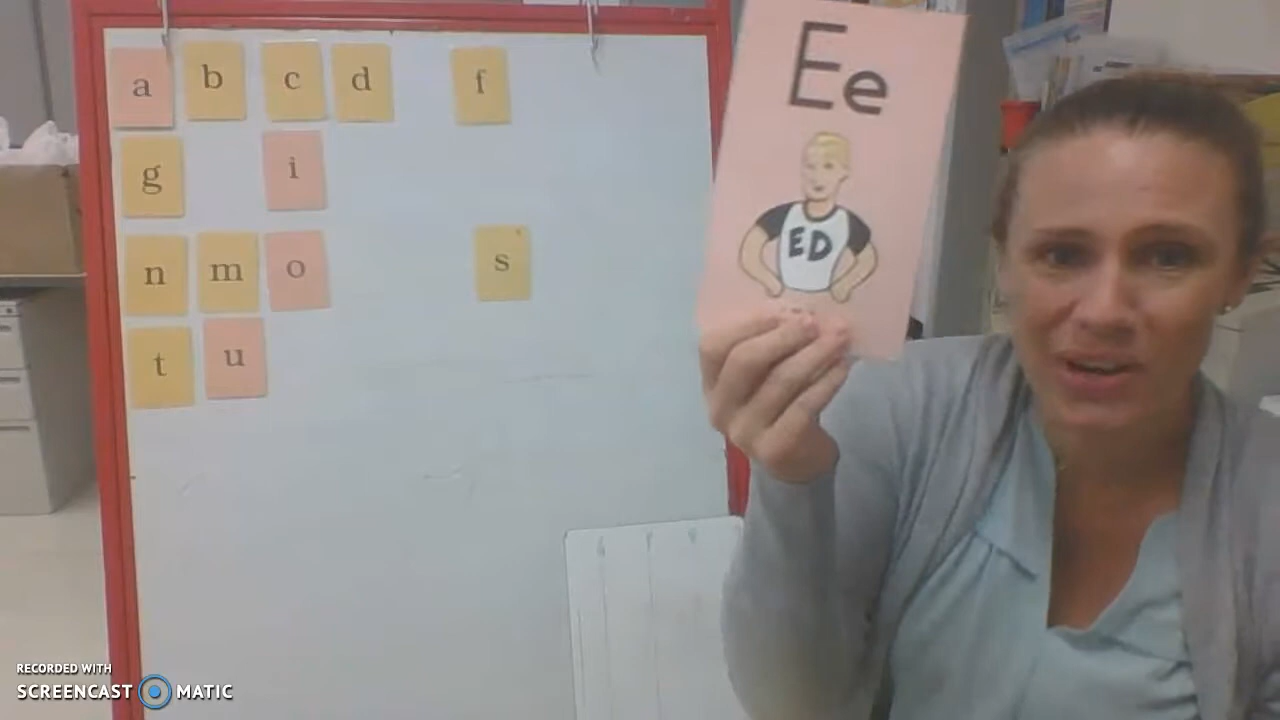 a b c d f
g i
n m o s
t u
Ee
ED
RECORDED WITH
SCREENCAST MATIC